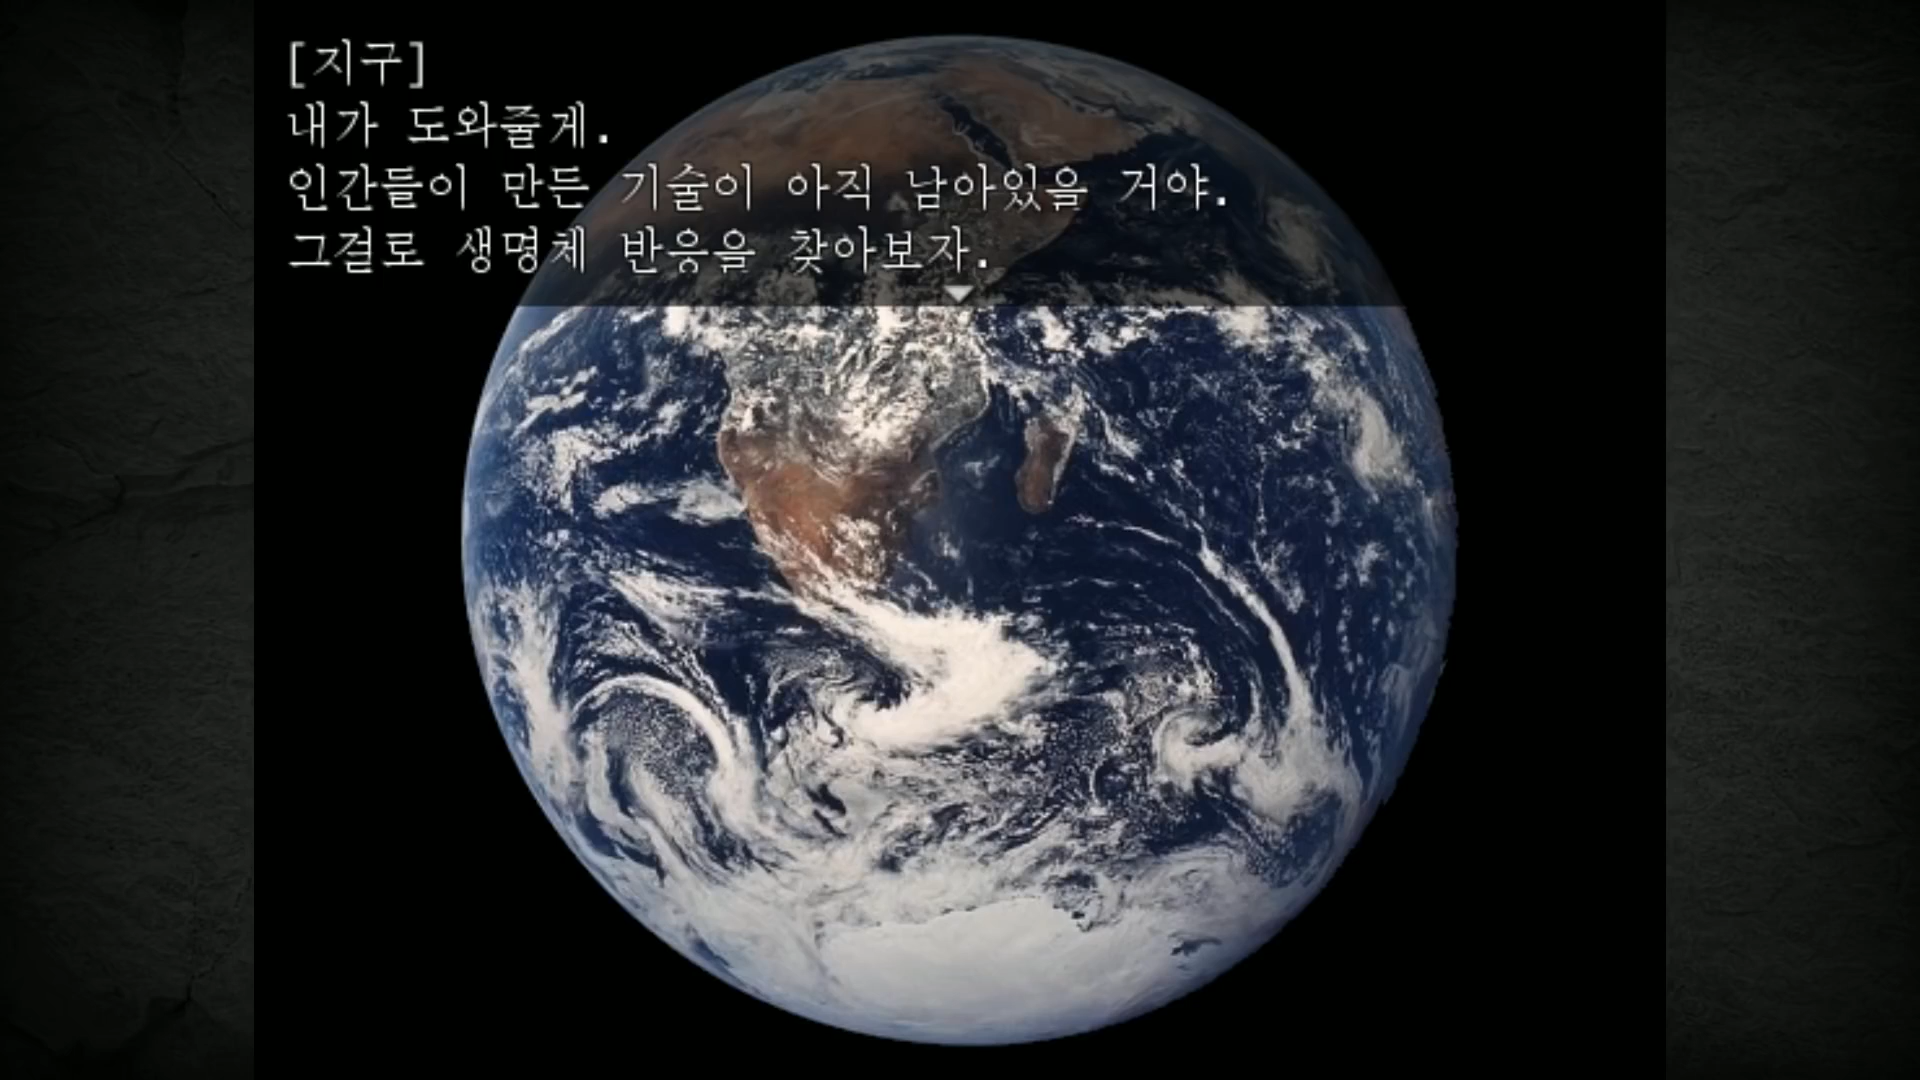 [지구]
내가 도와줄게.
인간들이 만든 기술이 아직 남아있을 거야.
그걸로 생명체 반응을 찾아보자.